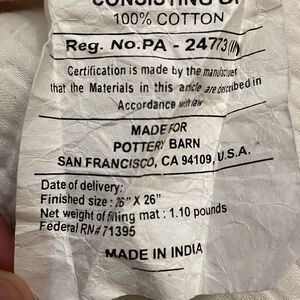 CONSISTING OF
100% COTTON
Reg. No.PA - 24773 (IN)
Certification is made by the manufacturer
that the Materials in this article are described in
Accordance with law
MADE FOR
POTTERY BARN
SAN FRANCISCO, CA 94109, U.S.A.
Date of delivery:
Finished size : 26" X 26"
Net weight of filling mat : 1.10 pounds
Federal RN# 71395
MADE IN INDIA